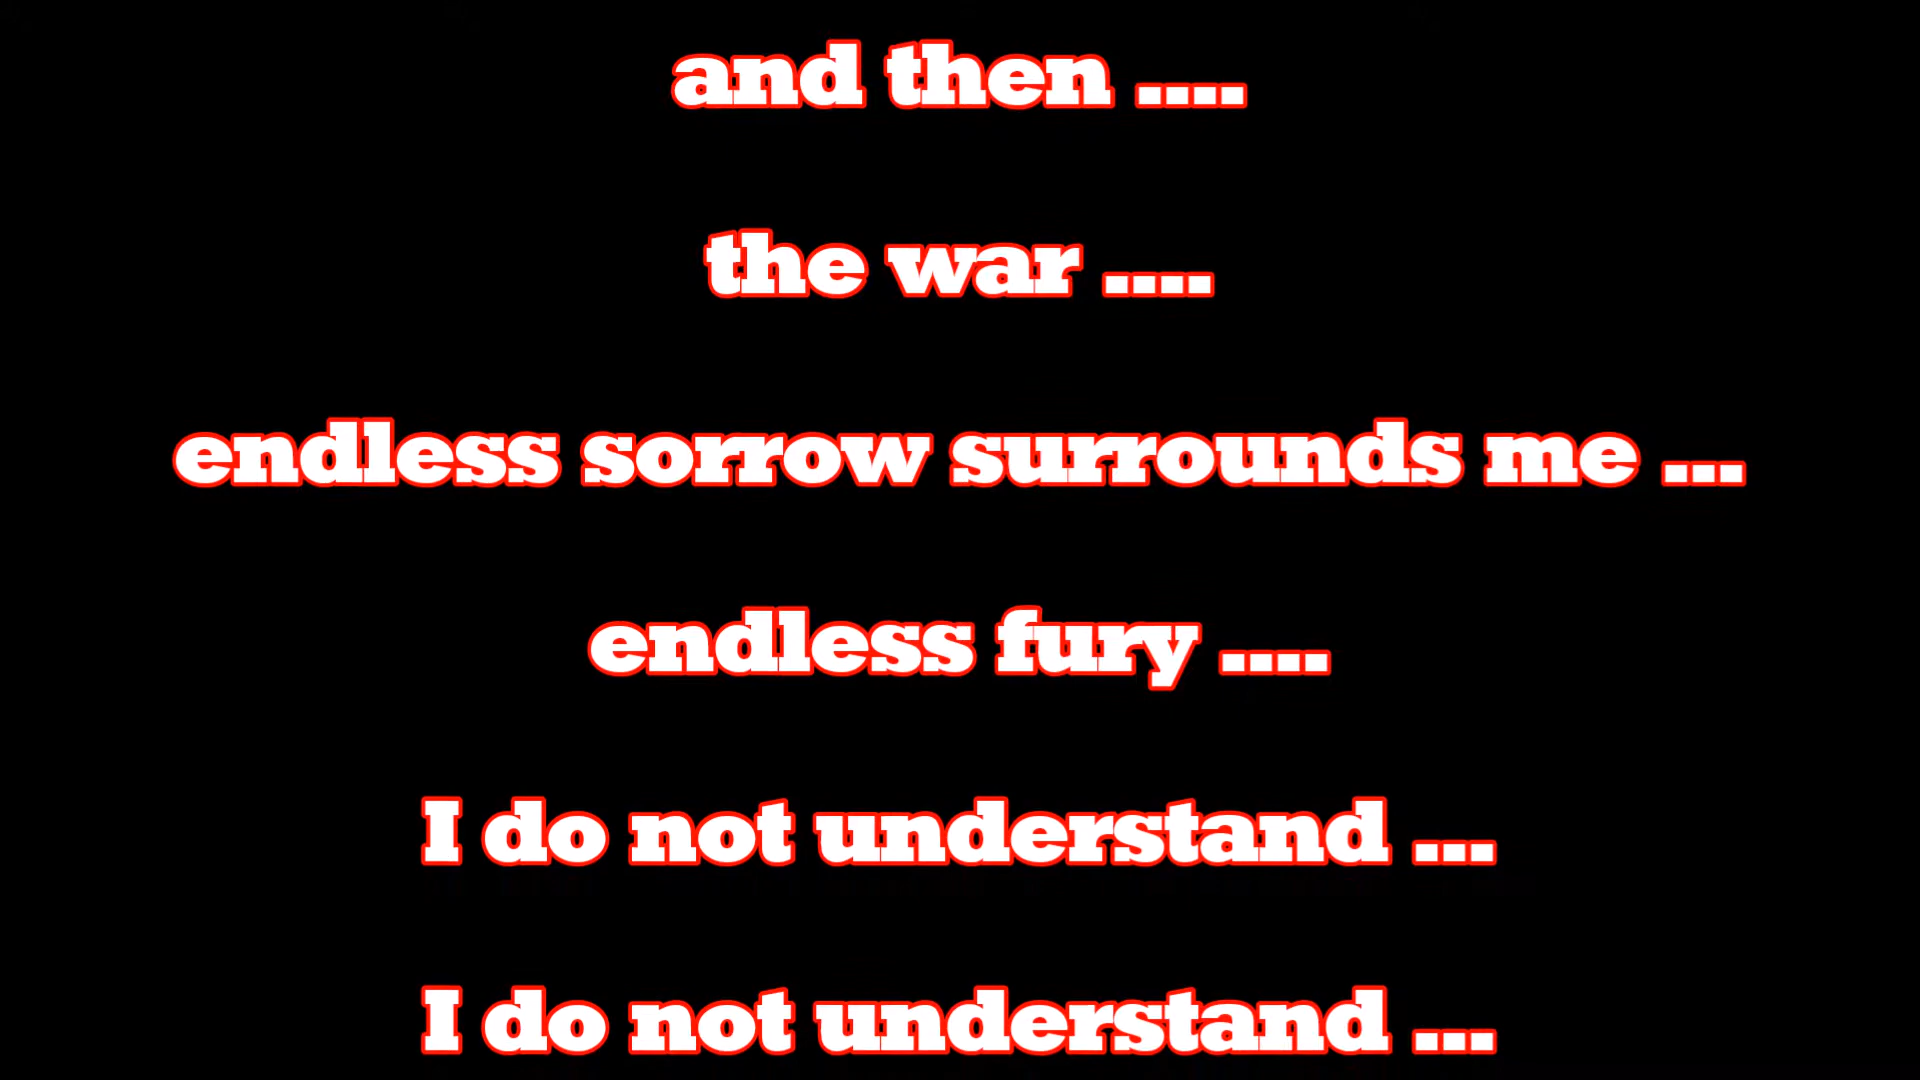 and then ....
the war ....
endless sorrow surrounds me ...
endless fury ....
I do not understand ...
I do not understand ...